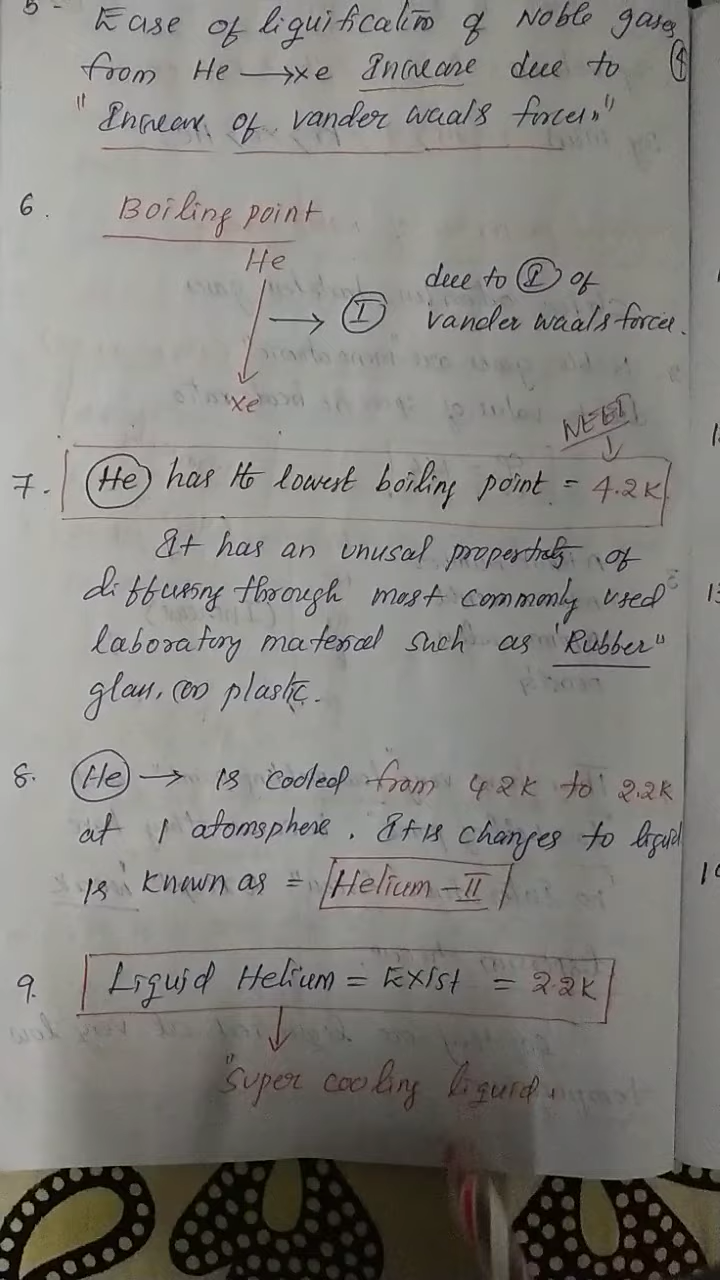 5- Ease of liquification of Noble gases
from He → xe Increase due to 4
" Increase of vander waals forces"
6. Boiling point
He
→ I due to I of
vander waals forces.
xe
NEET
7. He has the lowest boiling point = 4.2K
It has an unusal property of
diffusing through most commonly used
laboratory material such as "Rubber"
glass, (or) plastic.
8. He → is cooled from 4.2K to 2.2K
at 1 atomsphere. It is changes to liquid
is known as = Helium-II
9. Liquid Helium = Exist = 2.2K
"super cooling liquid.